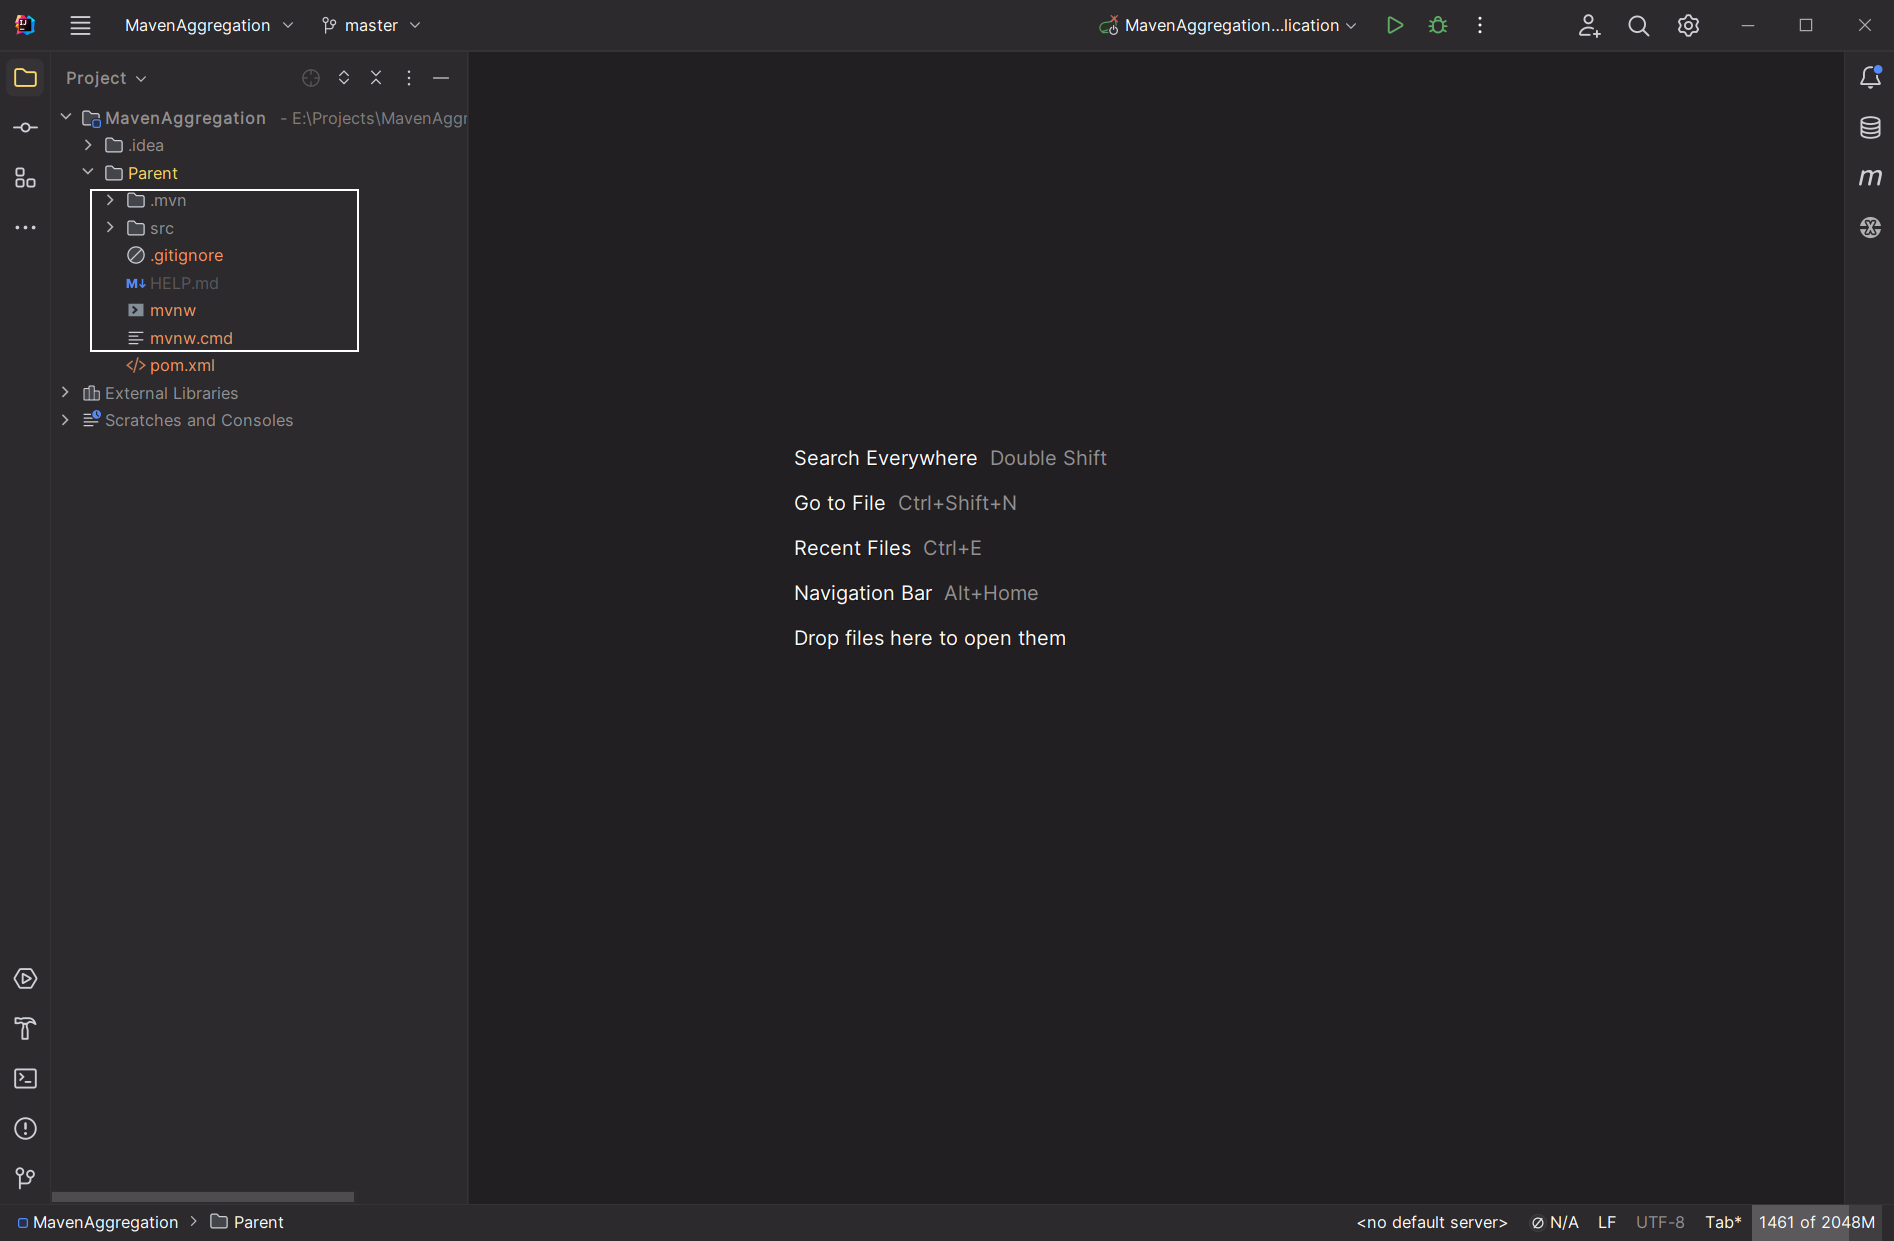 MavenAggregation master MavenAggregation...lication
Project
MavenAggregation - E:\Projects\MavenAggr
.idea
Parent
.mvn
src
.gitignore
M↓ HELP.md
mvnw
mvnw.cmd
</> pom.xml
External Libraries
Scratches and Consoles
m
Search Everywhere Double Shift
Go to File Ctrl+Shift+N
Recent Files Ctrl+E
Navigation Bar Alt+Home
Drop files here to open them
MavenAggregation > Parent <no default server> N/A LF UTF-8 Tab* 1461 of 2048M